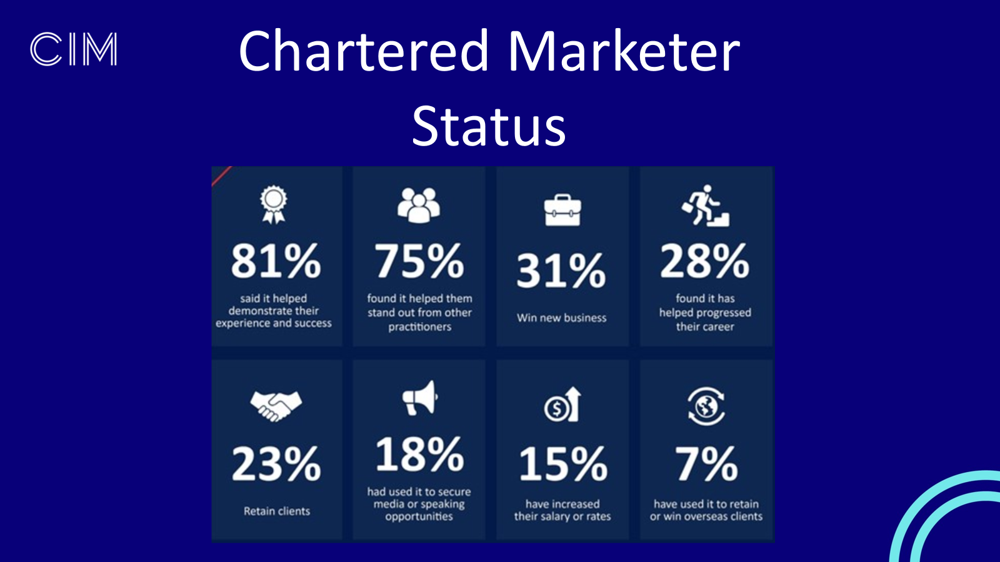 CIM
Chartered Marketer
Status
81%
said it helped
demonstrate their
experience and success
75%
found it helped them
stand out from other
practitioners
31%
Win new business
28%
found it has
helped progressed
their career
23%
Retain clients
18%
had used it to secure
media or speaking
opportunities
15%
have increased
their salary or rates
7%
have used it to retain
or win overseas clients